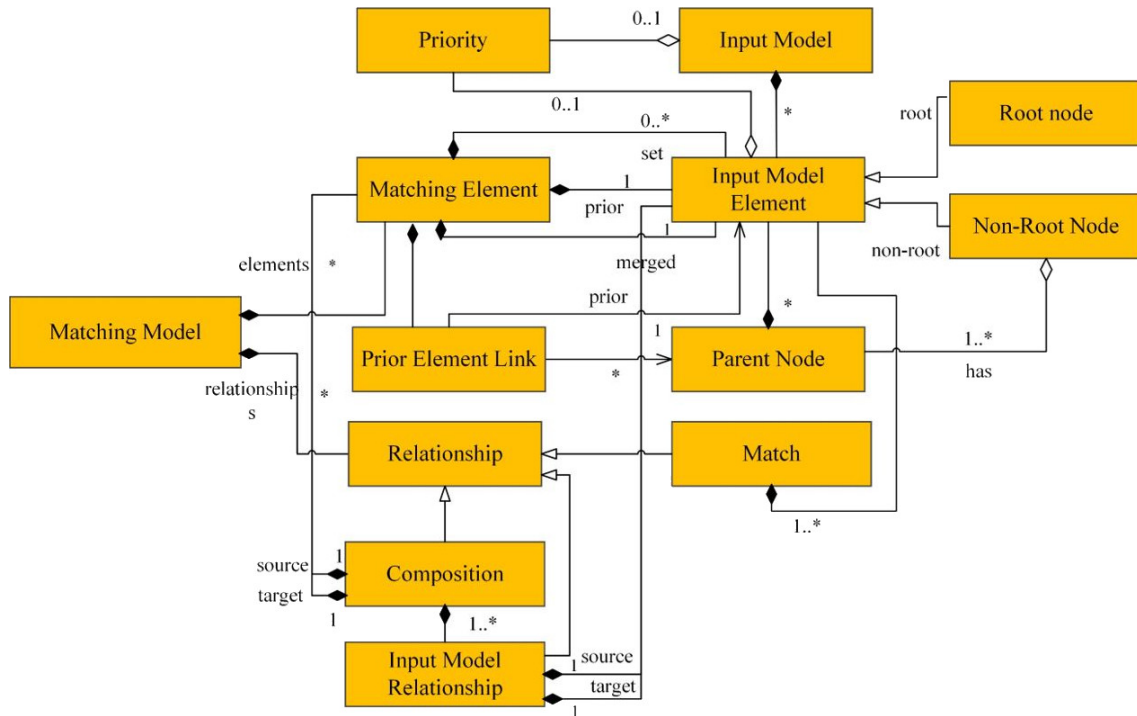 0..1
Priority
Input Model
0..1
*
root
Root node
0..*
set
Matching Element
1
prior
Input Model
Element
Non-Root Node
1
non-root
elements
*
merged
prior
Matching Model
1
*
Prior Element Link
Parent Node
1..*
*
has
relationship
s
*
Relationship
Match
1..*
1
source
Composition
target
1
1..*
Input Model
Relationship
source
1
target
1